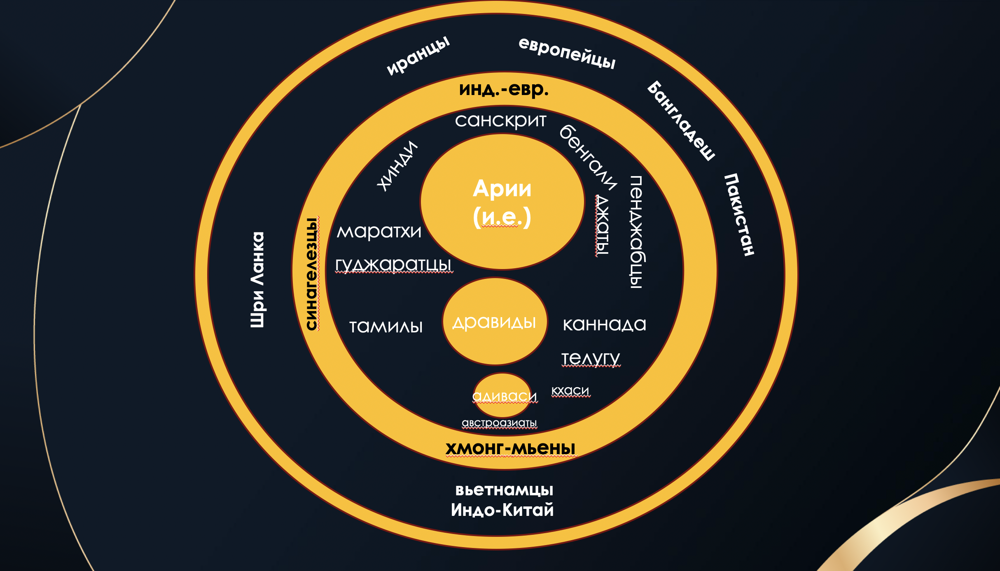 иранцы
европейцы
Бангладеш
Пакистан
инд.-евр.
санскрит
хинди
бенгали
Арии
(и.е.)
джаты
пенджабцы
маратхи
гуджаратцы
Шри Ланка
синагелезцы
тамилы
дравиды
каннада
телугу
адиваси
кхаси
австроазиаты
хмонг-мьены
вьетнамцы
Индо-Китай